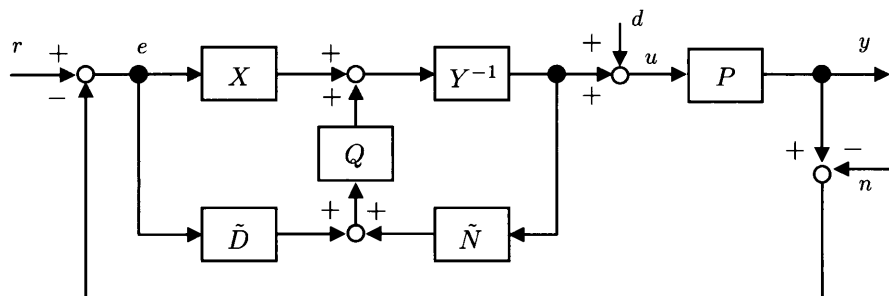 r + e X + + Y⁻¹ + + d u P y
−
Q
+ − n
D̃ + + Ñ